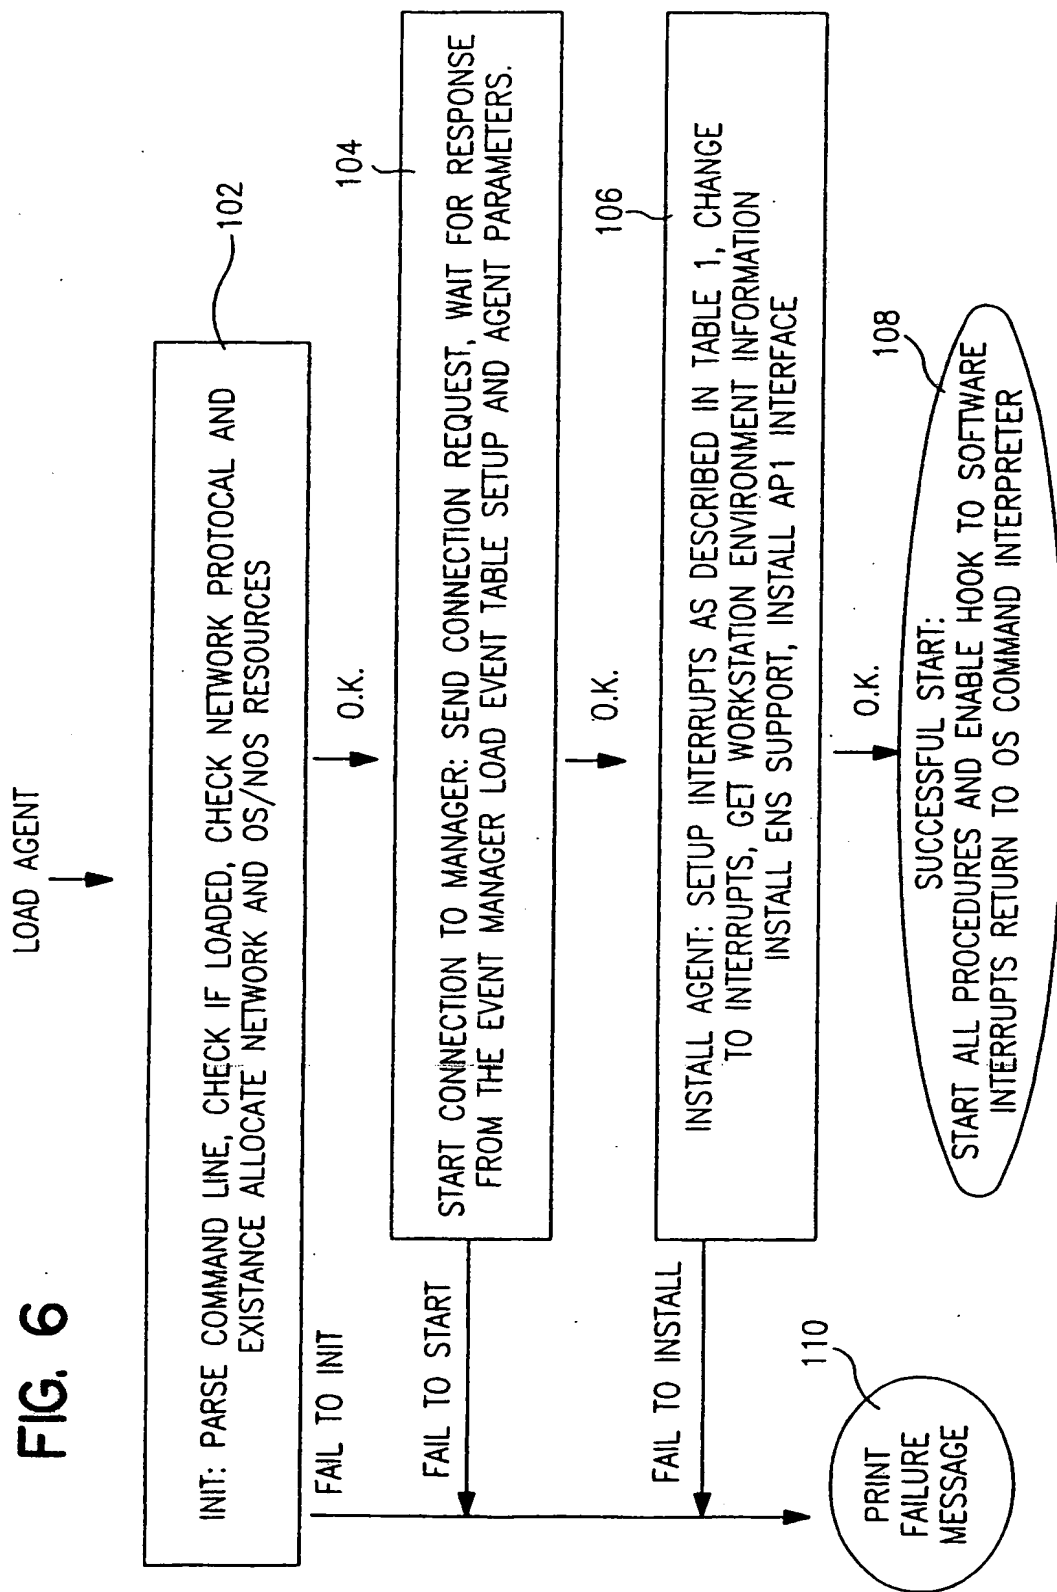 FIG. 6
LOAD AGENT
102
INIT: PARSE COMMAND LINE, CHECK IF LOADED, CHECK NETWORK PROTOCAL AND
EXISTANCE ALLOCATE NETWORK AND OS/NOS RESOURCES
FAIL TO INIT
O.K.
104
START CONNECTION TO MANAGER: SEND CONNECTION REQUEST, WAIT FOR RESPONSE
FROM THE EVENT MANAGER LOAD EVENT TABLE SETUP AND AGENT PARAMETERS.
FAIL TO START
O.K.
106
INSTALL AGENT: SETUP INTERRUPTS AS DESCRIBED IN TABLE 1, CHANGE
TO INTERRUPTS, GET WORKSTATION ENVIRONMENT INFORMATION
INSTALL ENS SUPPORT, INSTALL AP1 INTERFACE
FAIL TO INSTALL
O.K.
110
PRINT
FAILURE
MESSAGE
108
SUCCESSFUL START:
START ALL PROCEDURES AND ENABLE HOOK TO SOFTWARE
INTERRUPTS RETURN TO OS COMMAND INTERPRETER